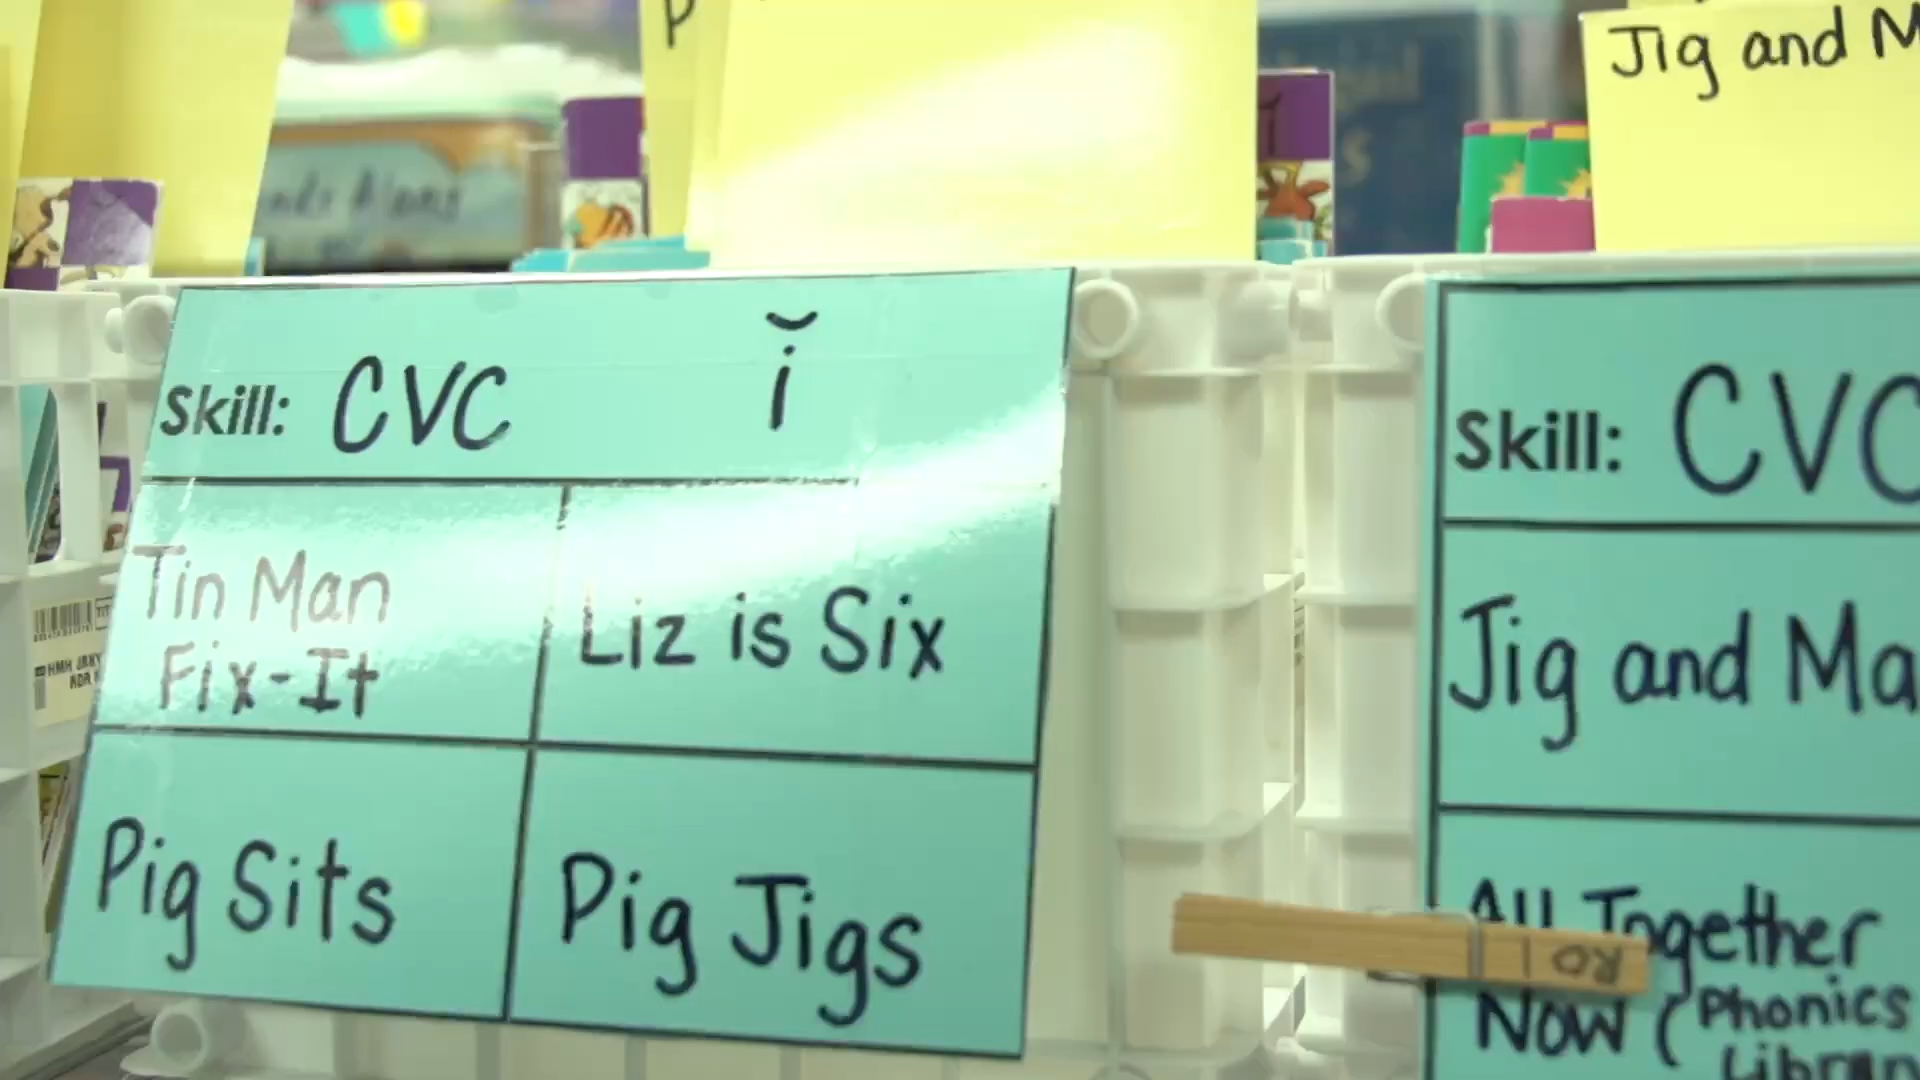 P
Jig and M
Skill: CVC ĭ
Tin Man
Fix-It
Liz is Six
Pig Sits
Pig Jigs
Skill: CVC
Jig and Ma
All Together
Now (Phonics
Library